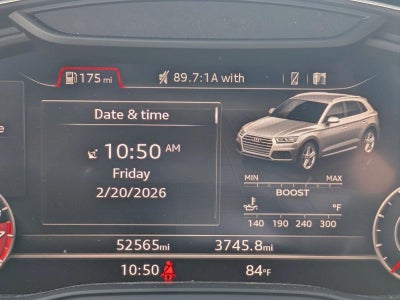 175 mi
89.7:1A with
Date & time
10:50 AM
Friday
2/20/2026
MIN MAX
BOOST
°F
140 190 240 300
52565mi 3745.8mi
10:50 84°F